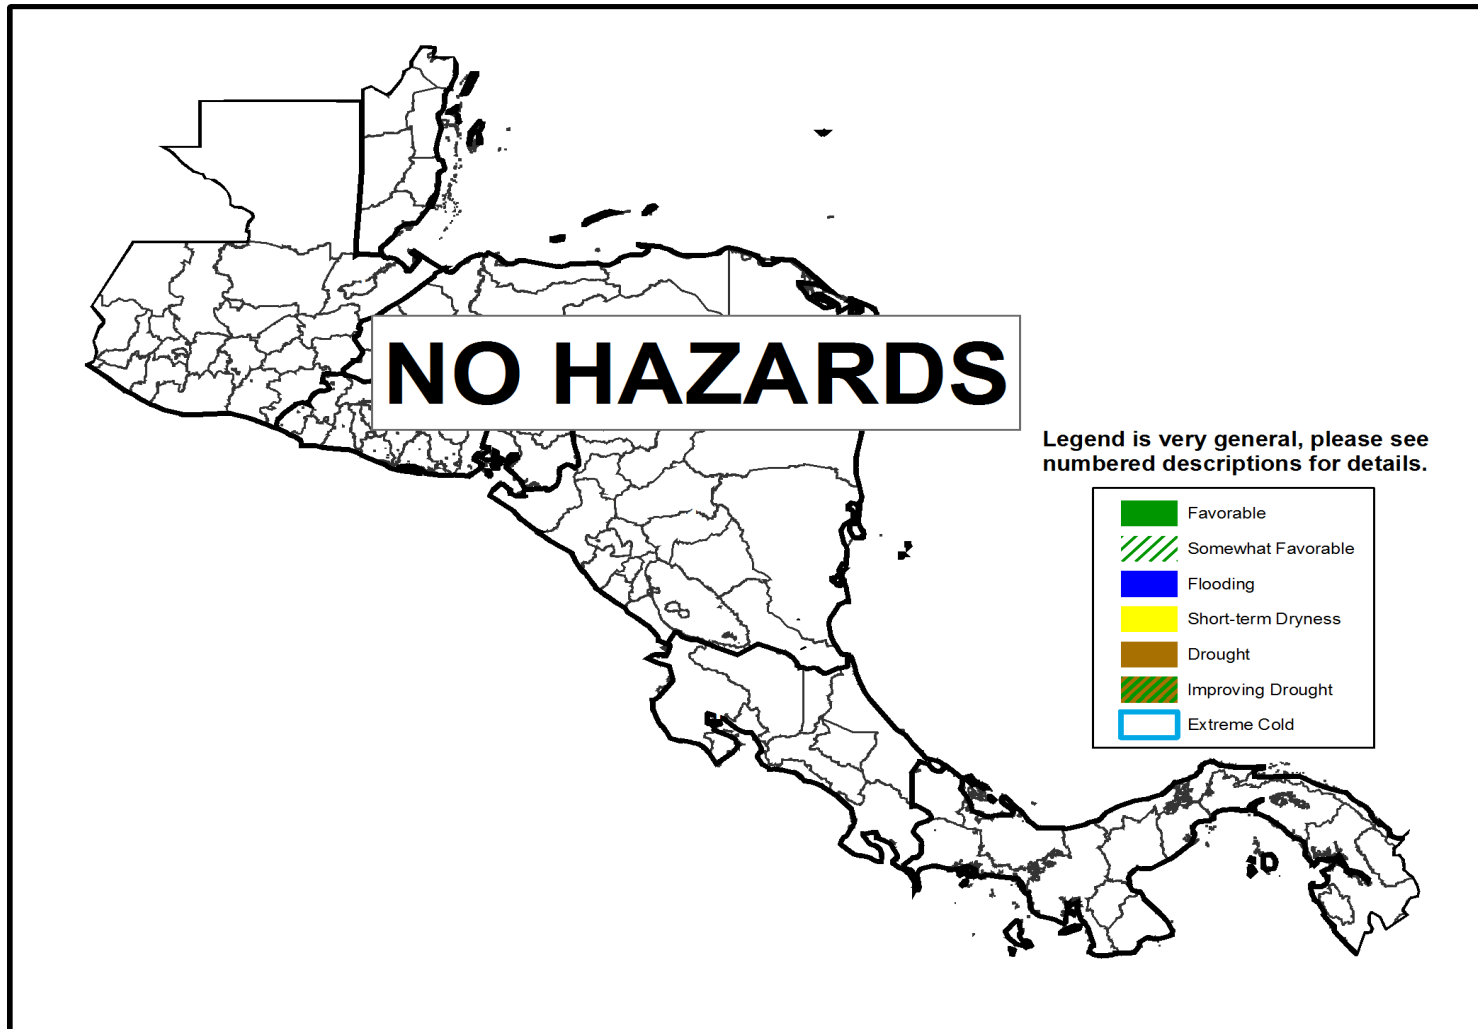 NO HAZARDS
Legend is very general, please see
numbered descriptions for details.
Favorable
Somewhat Favorable
Flooding
Short-term Dryness
Drought
Improving Drought
Extreme Cold